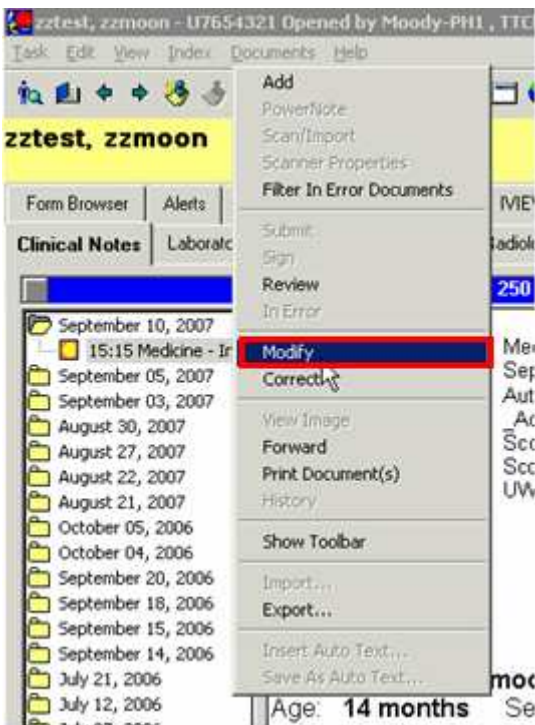 zztest, zzmoon - U7654321 Opened by Moody-PH1 , TTC
Task Edit View Index Documents Help
zztest, zzmoon
Form Browser Alerts
Clinical Notes
250
September 10, 2007
15:15 Medicine - Ir
September 05, 2007
September 03, 2007
August 30, 2007
August 27, 2007
August 22, 2007
August 21, 2007
October 05, 2006
October 04, 2006
September 20, 2006
September 18, 2006
September 15, 2006
September 14, 2006
July 21, 2006
July 12, 2006
Add
PowerNote
Scan/Import
Scanner Properties
Filter In Error Documents
Submit
Sign
Review
In Error
Modify
Correct
View Image
Forward
Print Document(s)
History
Show Toolbar
Import...
Export...
Insert Auto Text...
Save As Auto Text...
Age: 14 months